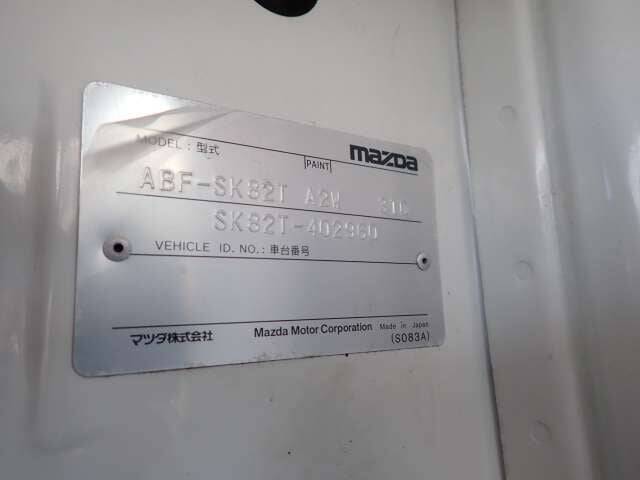 mazda
MODEL : 型式
PAINT
ABF-SK82T A2W
SK82T-402960
VEHICLE ID. NO. : 車台番号
マツダ株式会社 Mazda Motor Corporation Made in Japan
(S083A)